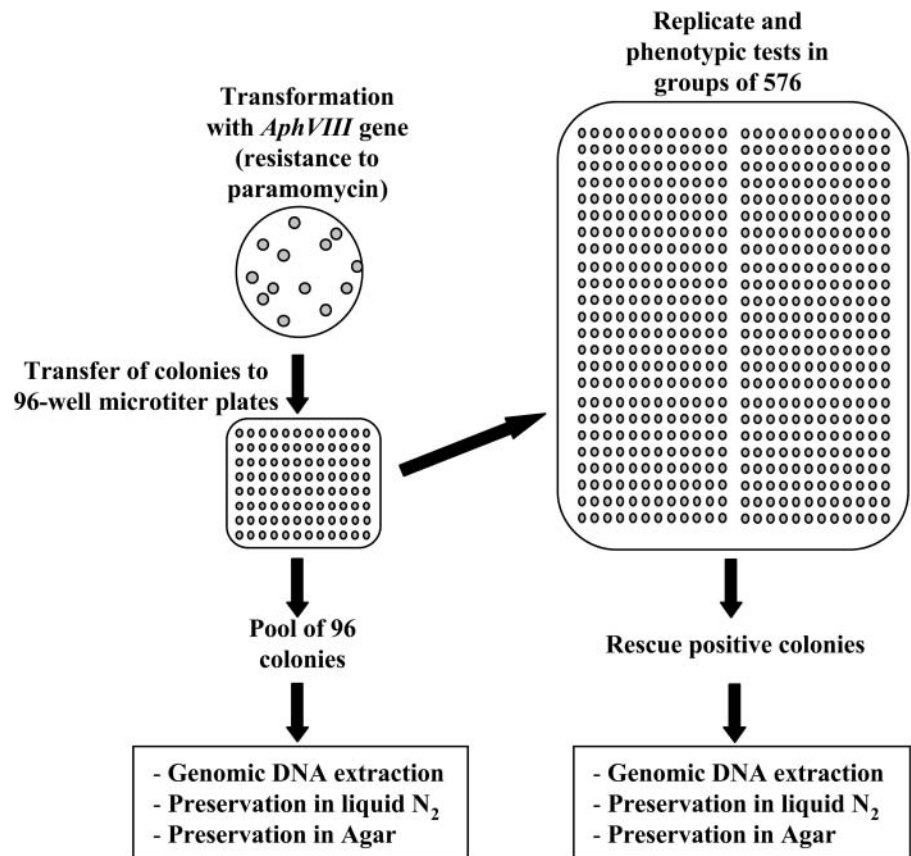 Transformation
with AphVIII gene
(resistance to
paramomycin)
Transfer of colonies to
96-well microtiter plates
Pool of 96
colonies
- Genomic DNA extraction
- Preservation in liquid N2
- Preservation in Agar
Replicate and
phenotypic tests in
groups of 576
Rescue positive colonies
- Genomic DNA extraction
- Preservation in liquid N2
- Preservation in Agar